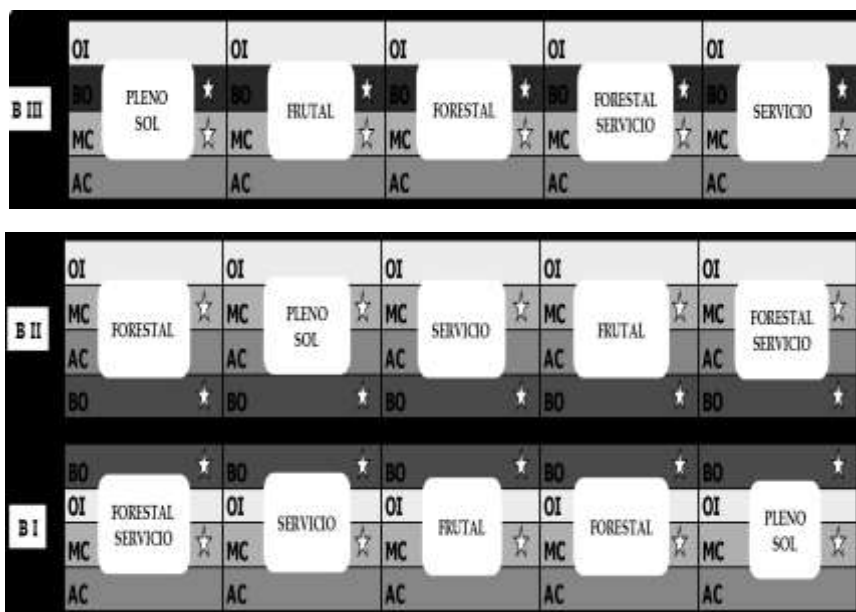 OI OI OI OI OI
B III BO PLENO SOL BO FRUTAL BO FORESTAL BO FORESTAL SERVICIO BO SERVICIO
MC MC MC MC MC
AC AC AC AC AC
OI OI OI OI OI
B II MC FORESTAL MC PLENO SOL MC SERVICIO MC FRUTAL MC FORESTAL SERVICIO
AC AC AC AC AC
BO BO BO BO BO
BO BO BO BO BO
B I OI FORESTAL SERVICIO OI SERVICIO OI FRUTAL OI FORESTAL OI PLENO SOL
MC MC MC MC MC
AC AC AC AC AC